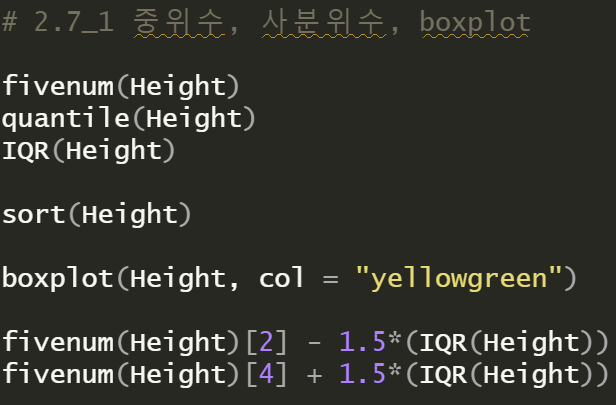 # 2.7_1 중위수, 사분위수, boxplot
fivenum(Height)
quantile(Height)
IQR(Height)
sort(Height)
boxplot(Height, col = "yellowgreen")
fivenum(Height)[2] - 1.5*(IQR(Height))
fivenum(Height)[4] + 1.5*(IQR(Height))